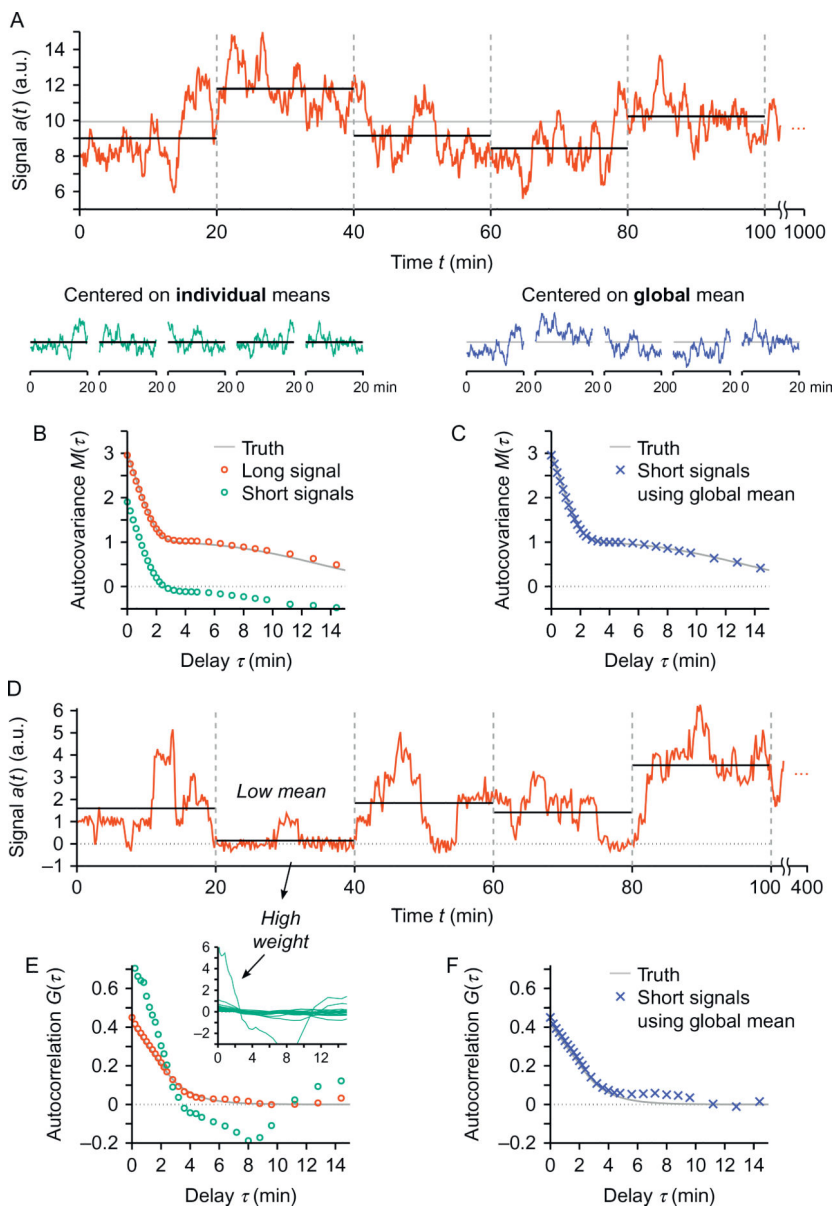 A
Signal a(t) (a.u.)
14
12
10
8
6
0 20 40 60 80 100 1000
...
Time t (min)
Centered on individual means
0 20 0 20 0 20 0 20 0 20 min
Centered on global mean
0 20 0 20 0 200 20 0 20 min
B
Autocovariance M(τ)
3
2
1
0
Truth
Long signal
Short signals
0 2 4 6 8 10 12 14
Delay τ (min)
C
Autocovariance M(τ)
3
2
1
0
Truth
Short signals
using global mean
0 2 4 6 8 10 12 14
Delay τ (min)
D
Signal a(t) (a.u.)
6
5
4
3
2
1
0
–1
Low mean
...
0 20 40 60 80 100 400
Time t (min)
High
weight
E
Autocorrelation G(τ)
0.6
0.4
0.2
0
–0.2
6
4
2
0
–2
0 4 8 12
0 2 4 6 8 10 12 14
Delay τ (min)
F
Autocorrelation G(τ)
0.6
0.4
0.2
0
–0.2
Truth
Short signals
using global mean
0 2 4 6 8 10 12 14
Delay τ (min)